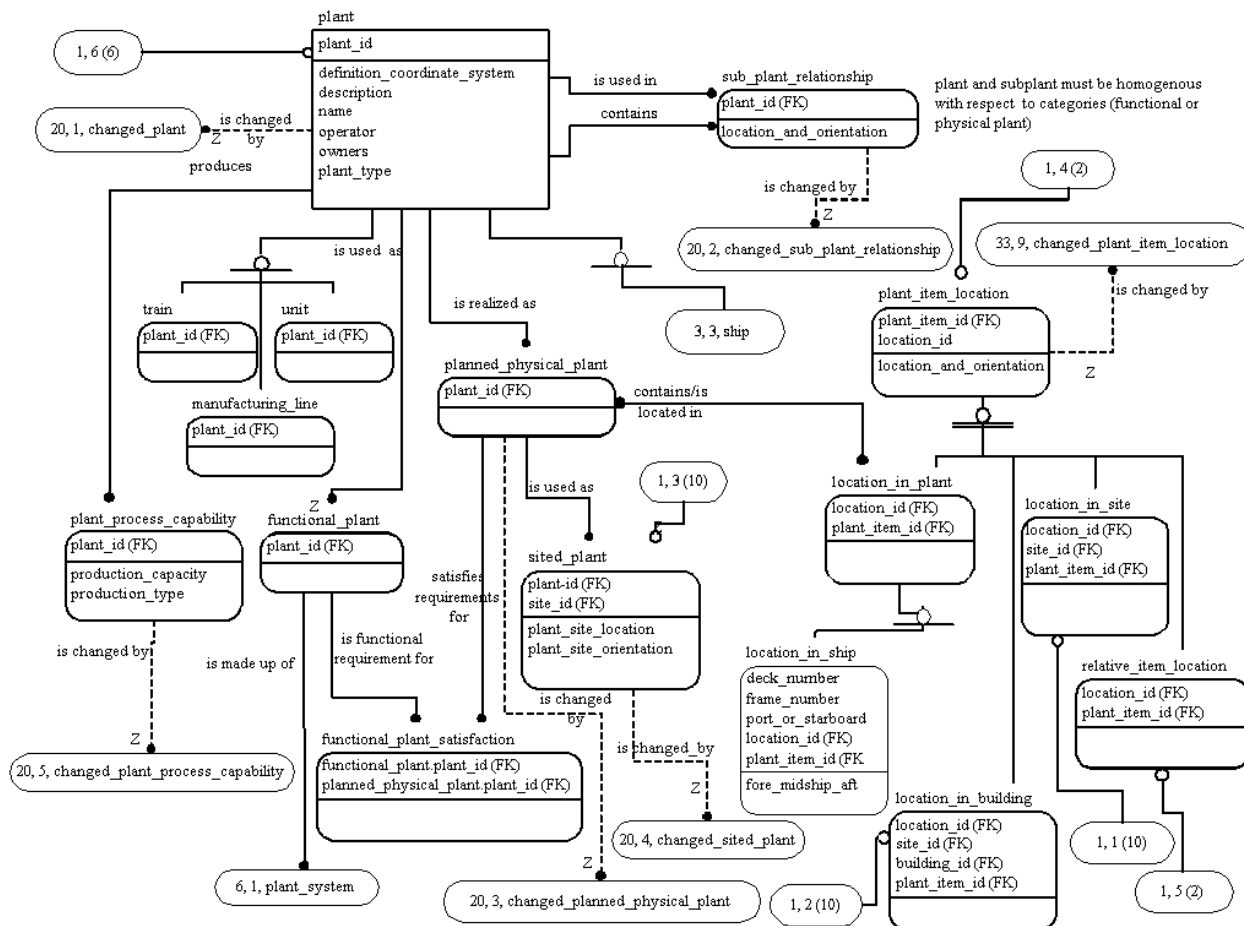 plant
plant_id
definition_coordinate_system
description
name
operator
owners
plant_type
1, 6 (6)
20, 1, changed_plant
is changed
by
Z
produces
is used in
contains
sub_plant_relationship
plant_id (FK)
location_and_orientation
plant and subplant must be homogenous
with respect to categories (functional or
physical plant)
is changed by
Z
20, 2, changed_sub_plant_relationship
1, 4 (2)
33, 9, changed_plant_item_location
is changed by
Z
plant_item_location
plant_item_id (FK)
location_id
location_and_orientation
is used as
train
plant_id (FK)
unit
plant_id (FK)
manufacturing_line
plant_id (FK)
is realized as
3, 3, ship
planned_physical_plant
plant_id (FK)
contains/is
located in
Z
plant_process_capability
plant_id (FK)
production_capacity
production_type
functional_plant
plant_id (FK)
is used as
1, 3 (10)
sited_plant
plant-id (FK)
site_id (FK)
plant_site_location
plant_site_orientation
satisfies
requirements
for
location_in_plant
location_id (FK)
plant_item_id (FK)
location_in_site
location_id (FK)
site_id (FK)
plant_item_id (FK)
is changed by
Z
is made up of
is functional
requirement for
location_in_ship
deck_number
frame_number
port_or_starboard
location_id (FK)
plant_item_id (FK
fore_midship_aft
relative_item_location
location_id (FK)
plant_item_id (FK)
is changed
by
Z
is changed_by
Z
functional_plant_satisfaction
functional_plant.plant_id (FK)
planned_physical_plant.plant_id (FK)
20, 5, changed_plant_process_capability
location_in_building
location_id (FK)
site_id (FK)
building_id (FK)
plant_item_id (FK)
20, 4, changed_sited_plant
1, 1 (10)
6, 1, plant_system
20, 3, changed_planned_physical_plant
1, 2 (10)
1, 5 (2)